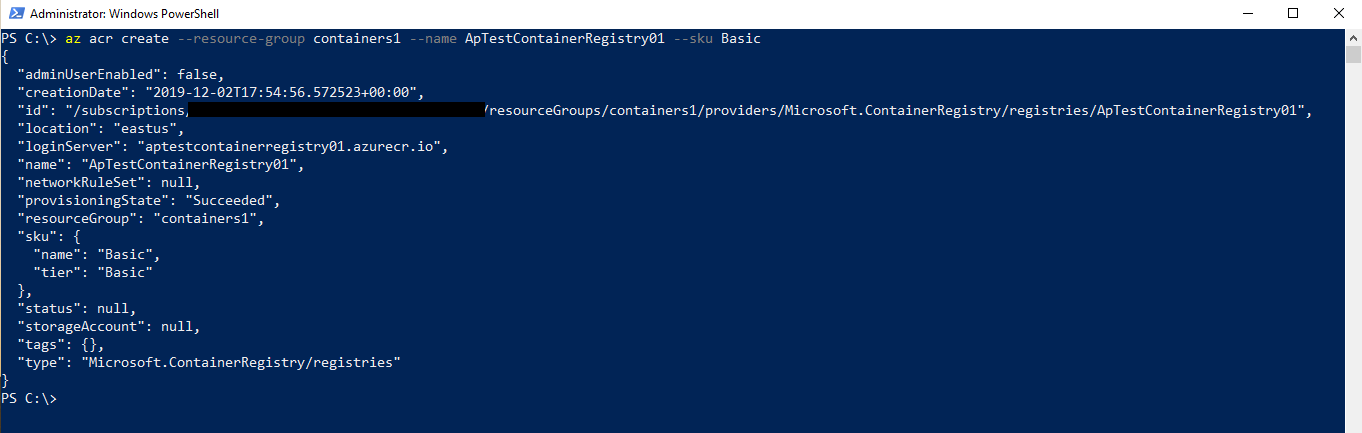 Administrator: Windows PowerShell
PS C:\> az acr create --resource-group containers1 --name ApTestContainerRegistry01 --sku Basic
{
  "adminUserEnabled": false,
  "creationDate": "2019-12-02T17:54:56.572523+00:00",
  "id": "/subscriptions/ /resourceGroups/containers1/providers/Microsoft.ContainerRegistry/registries/ApTestContainerRegistry01",
  "location": "eastus",
  "loginServer": "aptestcontainerregistry01.azurecr.io",
  "name": "ApTestContainerRegistry01",
  "networkRuleSet": null,
  "provisioningState": "Succeeded",
  "resourceGroup": "containers1",
  "sku": {
    "name": "Basic",
    "tier": "Basic"
  },
  "status": null,
  "storageAccount": null,
  "tags": {},
  "type": "Microsoft.ContainerRegistry/registries"
}
PS C:\>